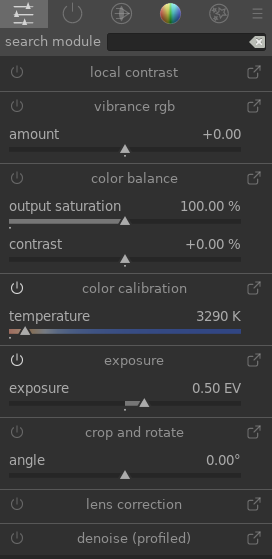 search module
local contrast
vibrance rgb
amount +0.00
color balance
output saturation 100.00 %
contrast +0.00 %
color calibration
temperature 3290 K
exposure
exposure 0.50 EV
crop and rotate
angle 0.00°
lens correction
denoise (profiled)